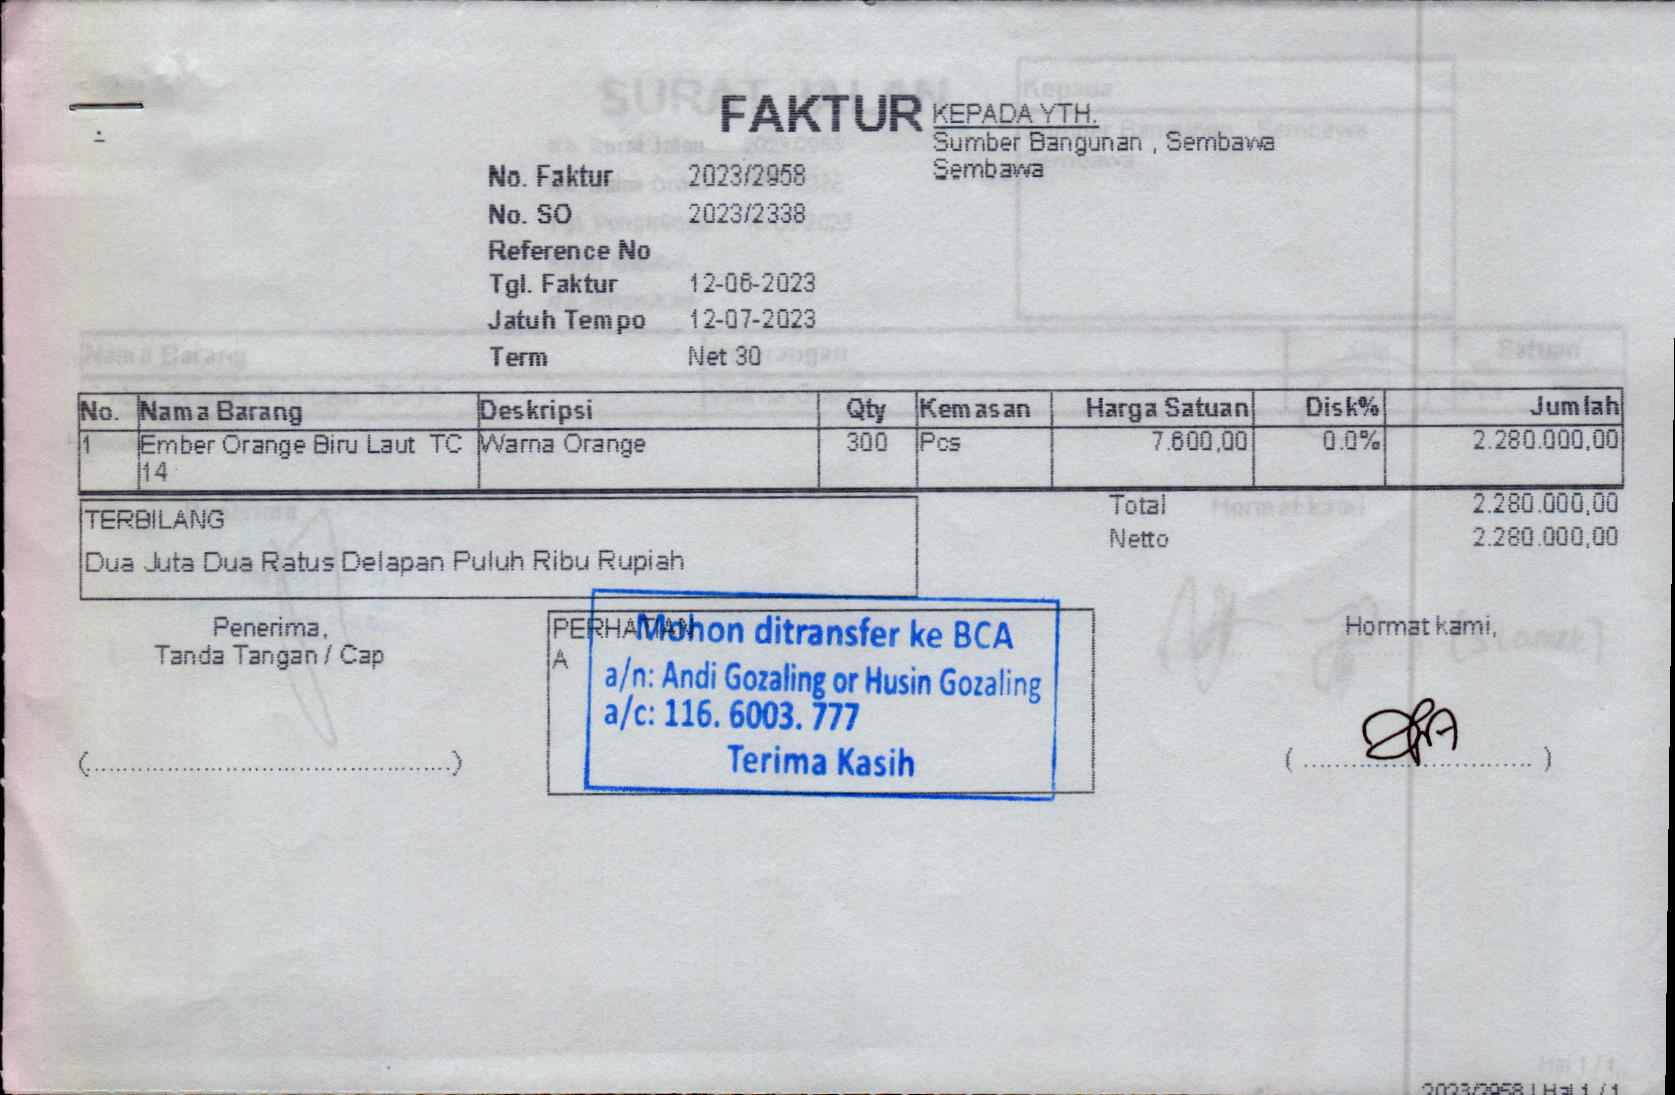 FAKTUR
KEPADA YTH.
Sumber Bangunan , Sembawa
Sembawa
No. Faktur 2023/2958
No. SO 2023/2338
Reference No
Tgl. Faktur 12-06-2023
Jatuh Tempo 12-07-2023
Term Net 30
No. Nama Barang Deskripsi Qty Kemasan Harga Satuan Disk% Jumlah
1 Ember Orange Biru Laut TC Warna Orange 300 Pcs 7.600,00 0.0% 2.280.000,00
14
Total 2.280.000,00
Netto 2.280.000,00
TERBILANG
Dua Juta Dua Ratus Delapan Puluh Ribu Rupiah
Penerima,
Tanda Tangan / Cap
PERHATIAN
A
Mohon ditransfer ke BCA
a/n: Andi Gozaling or Husin Gozaling
a/c: 116. 6003. 777
Terima Kasih
Hormat kami,
2023/2958 | Hal 1 / 1